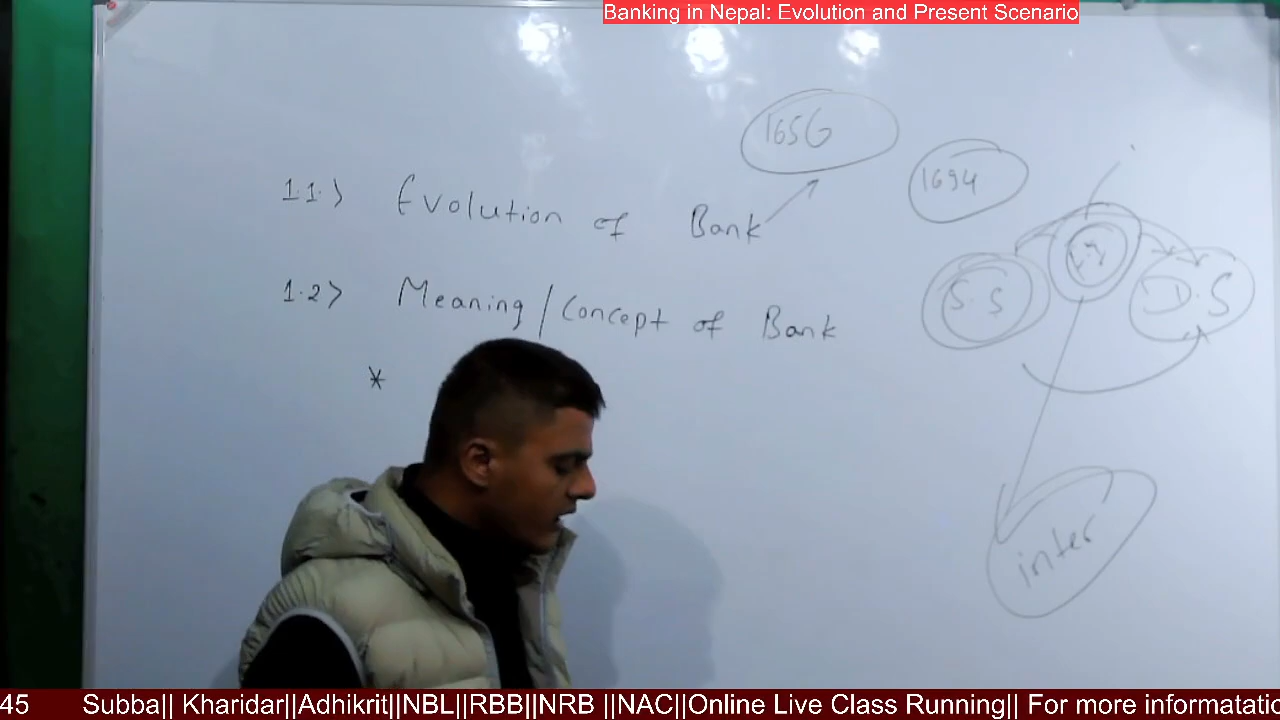 Banking in Nepal: Evolution and Present Scenario
1656
1694
1.1.> Evolution of Bank
S.S
D.S
1.2> Meaning/Concept of Bank
*
inter
45 Subba|| Kharidar||Adhikrit||NBL||RBB||NRB ||NAC||Online Live Class Running|| For more informatatio